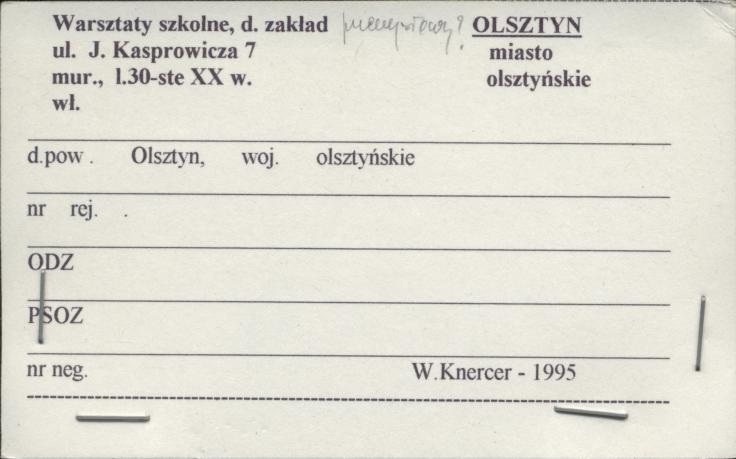 Warsztaty szkolne, d. zakład przemysłowy? OLSZTYN
ul. J. Kasprowicza 7 miasto
mur., l.30-ste XX w. olsztyńskie
wł.
d.pow . Olsztyn, woj. olsztyńskie
nr rej. .
ODZ
PSOZ
nr neg. W.Knercer - 1995